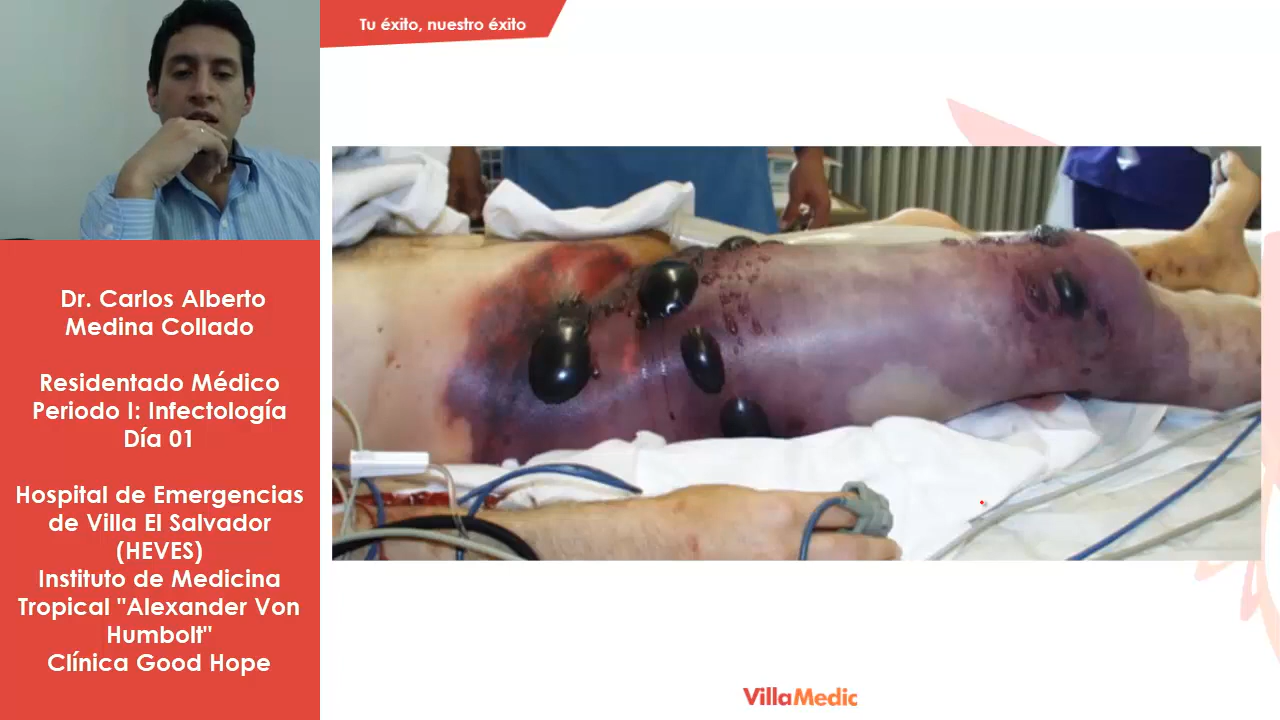 Tu éxito, nuestro éxito
Dr. Carlos Alberto
Medina Collado
Residentado Médico
Periodo I: Infectología
Día 01
Hospital de Emergencias
de Villa El Salvador
(HEVES)
Instituto de Medicina
Tropical "Alexander Von
Humbolt"
Clínica Good Hope
VillaMedic